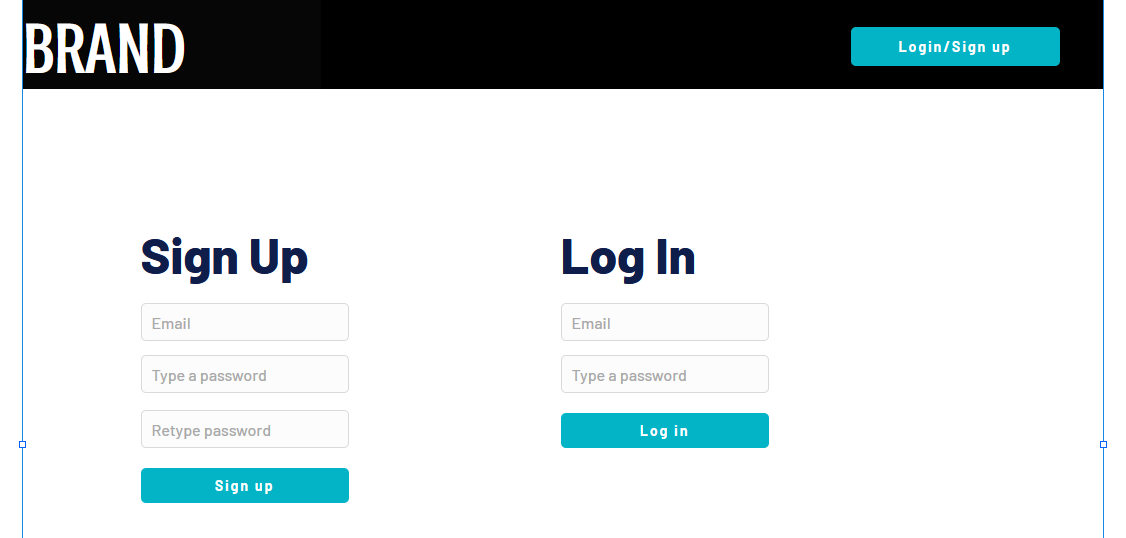 BRAND
Login/Sign up
Sign Up
Email
Type a password
Retype password
Sign up
Log In
Email
Type a password
Log in